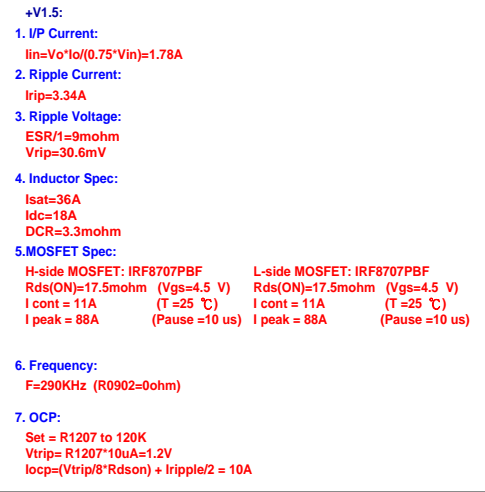 +V1.5:
1. I/P Current:
Iin=Vo*Io/(0.75*Vin)=1.78A
2. Ripple Current:
Irip=3.34A
3. Ripple Voltage:
ESR/1=9mohm
Vrip=30.6mV
4. Inductor Spec:
Isat=36A
Idc=18A
DCR=3.3mohm
5.MOSFET Spec:
H-side MOSFET: IRF8707PBF L-side MOSFET: IRF8707PBF
Rds(ON)=17.5mohm (Vgs=4.5 V) Rds(ON)=17.5mohm (Vgs=4.5 V)
I cont = 11A (T =25 ℃) I cont = 11A (T =25 ℃)
I peak = 88A (Pause =10 us) I peak = 88A (Pause =10 us)
6. Frequency:
F=290KHz (R0902=0ohm)
7. OCP:
Set = R1207 to 120K
Vtrip= R1207*10uA=1.2V
Iocp=(Vtrip/8*Rdson) + Iripple/2 = 10A